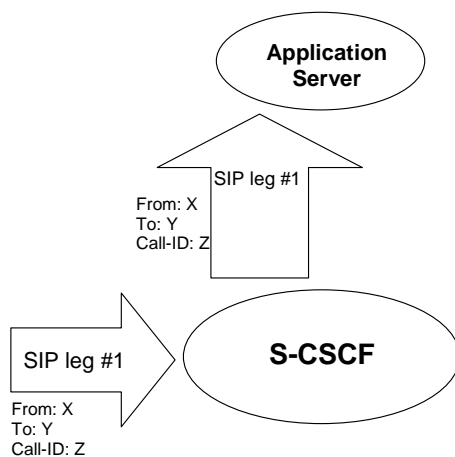 Application
Server
SIP leg #1
From: X
To: Y
Call-ID: Z
S-CSCF
SIP leg #1
From: X
To: Y
Call-ID: Z